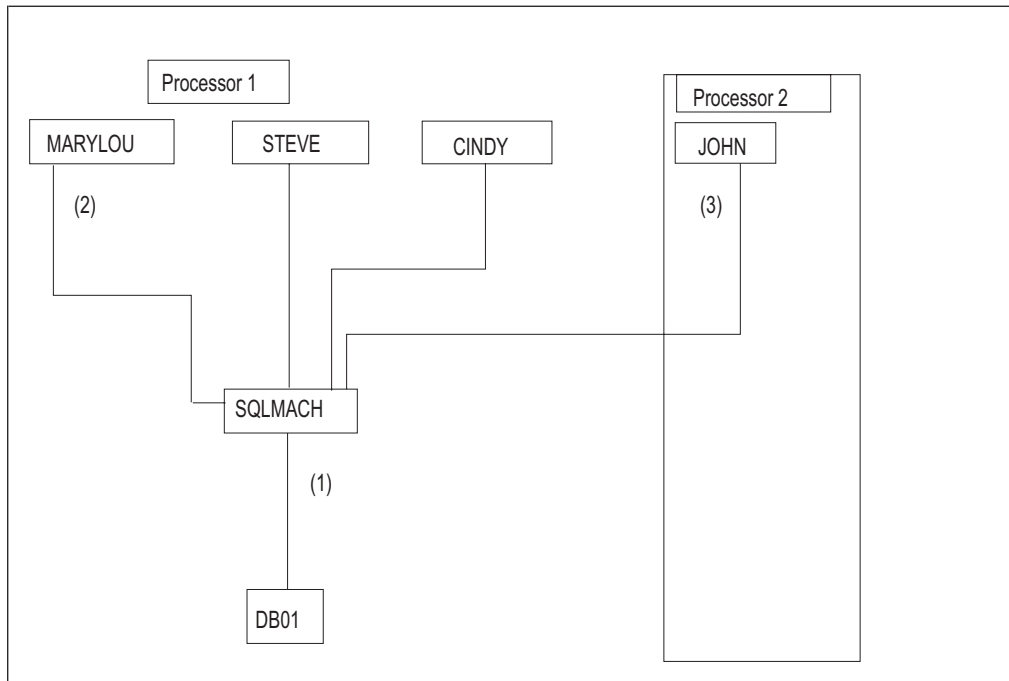 Processor 1
Processor 2
MARYLOU
STEVE
CINDY
JOHN
(2)
(3)
SQLMACH
(1)
DB01